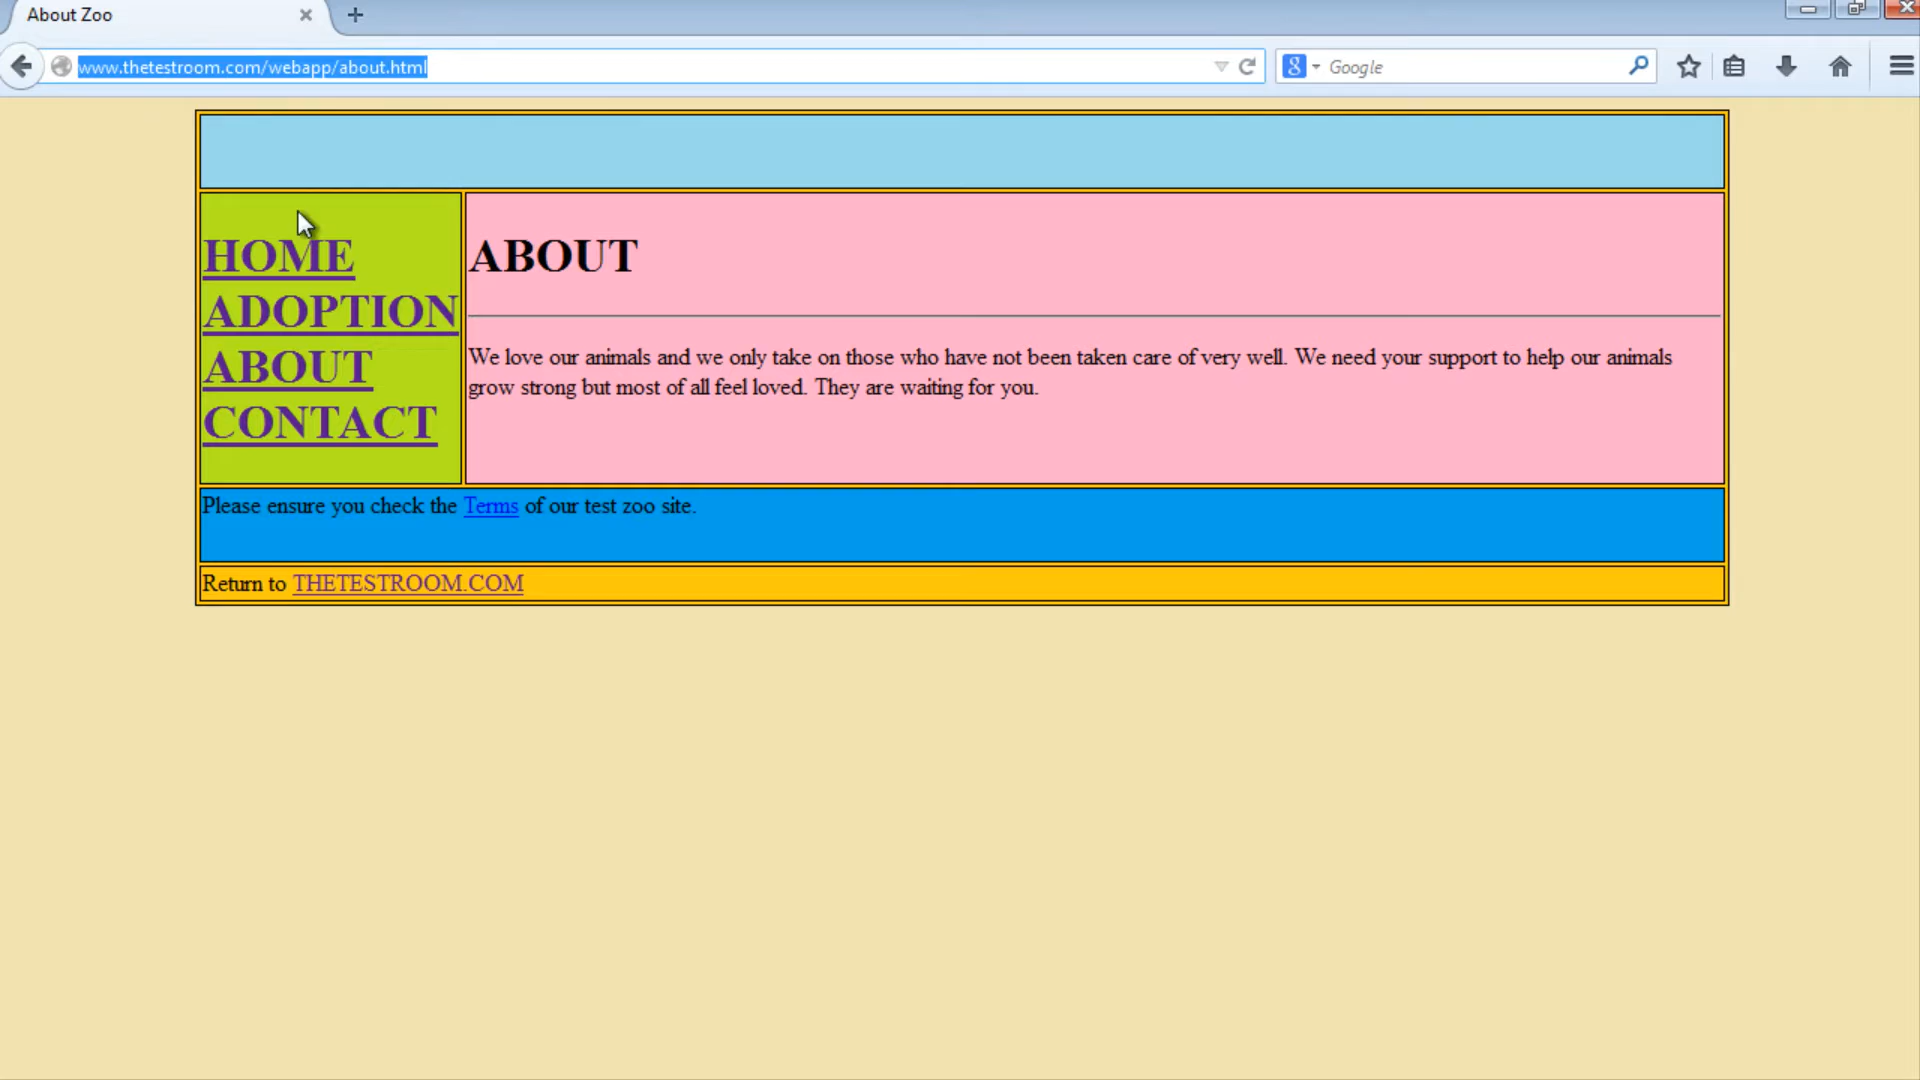 About Zoo
www.thetestroom.com/webapp/about.html
Google
HOME
ADOPTION
ABOUT
CONTACT
ABOUT
We love our animals and we only take on those who have not been taken care of very well. We need your support to help our animals
grow strong but most of all feel loved. They are waiting for you.
Please ensure you check the Terms of our test zoo site.
Return to THETESTROOM.COM